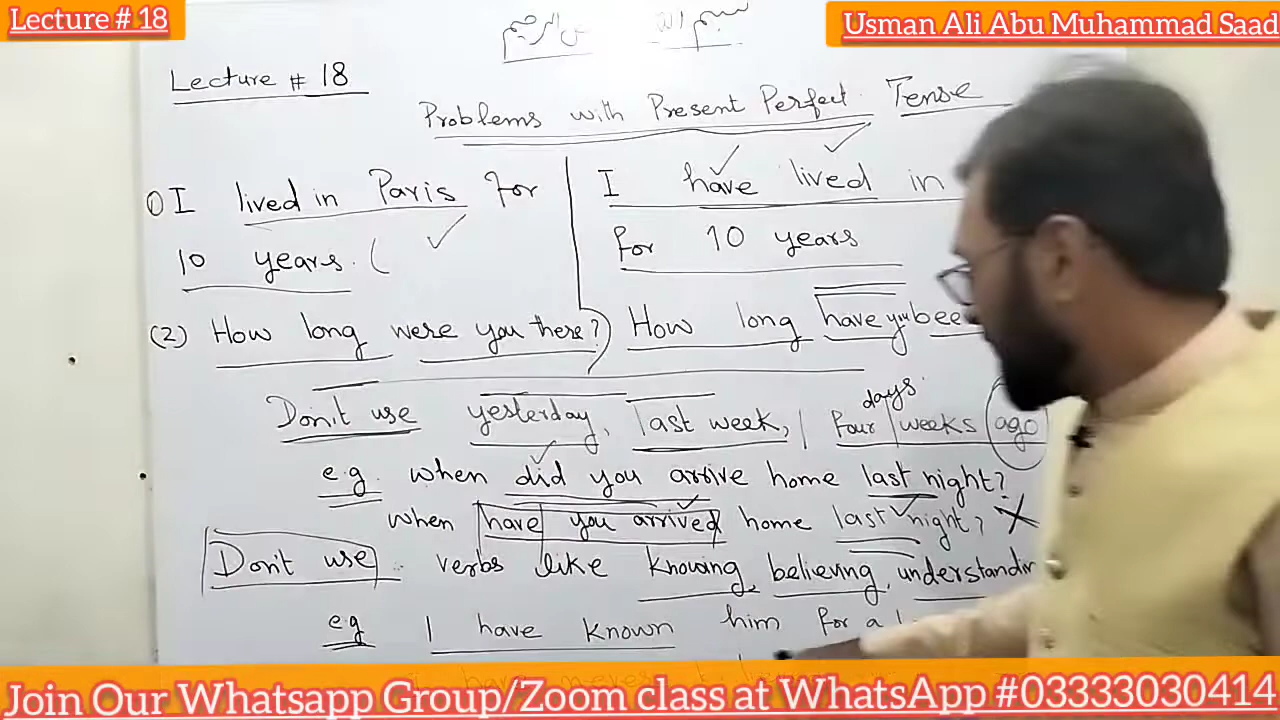 Lecture # 18
Usman Ali Abu Muhammad Saad
Lecture # 18
Problems with Present Perfect Tense
① I lived in Paris for
10 years. (
I have lived in
for 10 years
(2) How long were you there?
How long have you bee
Don't use yesterday, last week, | Four days | weeks ago
e.g. when did you arrive home last night?
when have you arrived home last night?
Don't use verbs like knowing, believing, understandin
eg I have known him for a
Join Our Whatsapp Group/Zoom class at WhatsApp #03333030414